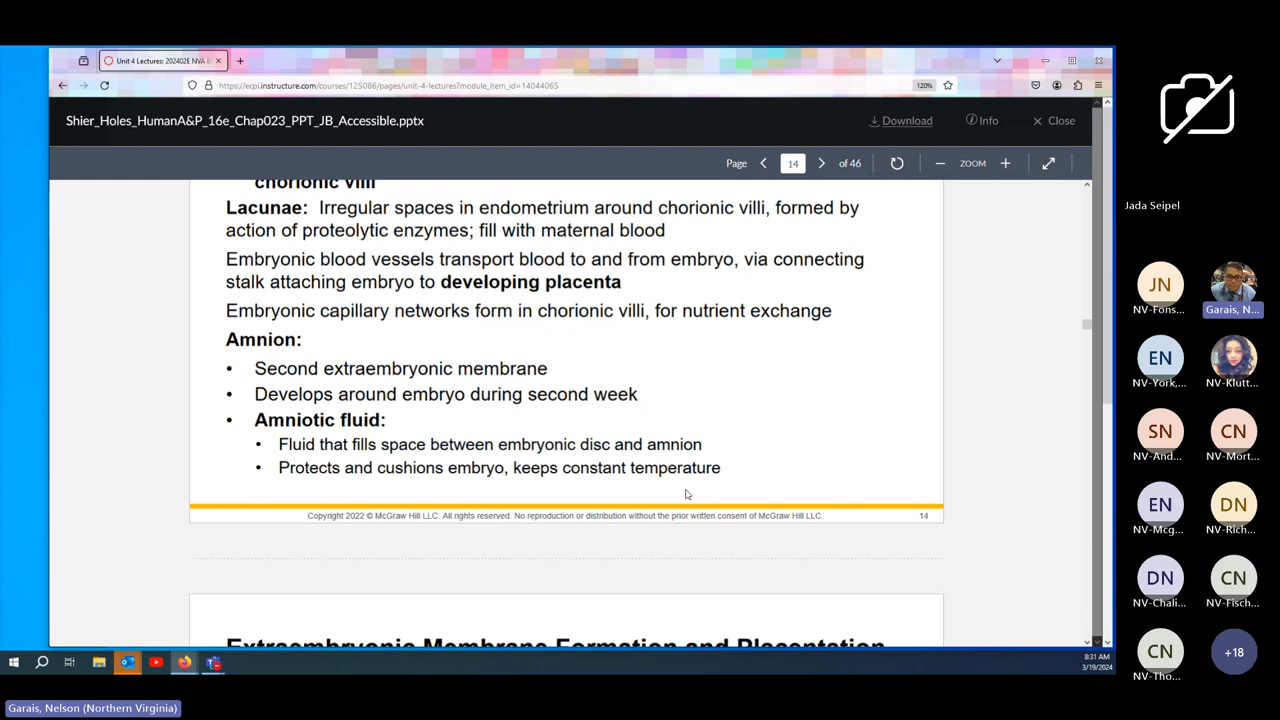 Unit 4 Lectures: 202402E NVA B
https://ecpi.instructure.com/courses/125086/pages/unit-4-lectures?module_item_id=14044065
120%
Shier_Holes_HumanA&P_16e_Chap023_PPT_JB_Accessible.pptx
Download
Info
Close
Page
14
of 46
ZOOM
chorionic villi
Lacunae: Irregular spaces in endometrium around chorionic villi, formed by
action of proteolytic enzymes; fill with maternal blood
Embryonic blood vessels transport blood to and from embryo, via connecting
stalk attaching embryo to developing placenta
Embryonic capillary networks form in chorionic villi, for nutrient exchange
Amnion:
• Second extraembryonic membrane
• Develops around embryo during second week
• Amniotic fluid:
• Fluid that fills space between embryonic disc and amnion
• Protects and cushions embryo, keeps constant temperature
Copyright 2022 © McGraw Hill LLC. All rights reserved. No reproduction or distribution without the prior written consent of McGraw Hill LLC.
14
Extraembryonic Membrane Formation and Placentation
8:31 AM
3/19/2024
Garais, Nelson (Northern Virginia)
Jada Seipel
JN
NV-Fons...
Garais, N...
EN
NV-York,...
NV-Klutt...
SN
NV-And...
CN
NV-Mort...
EN
NV-Mcg...
DN
NV-Rich...
DN
NV-Chali...
CN
NV-Fisch...
CN
NV-Tho...
+18